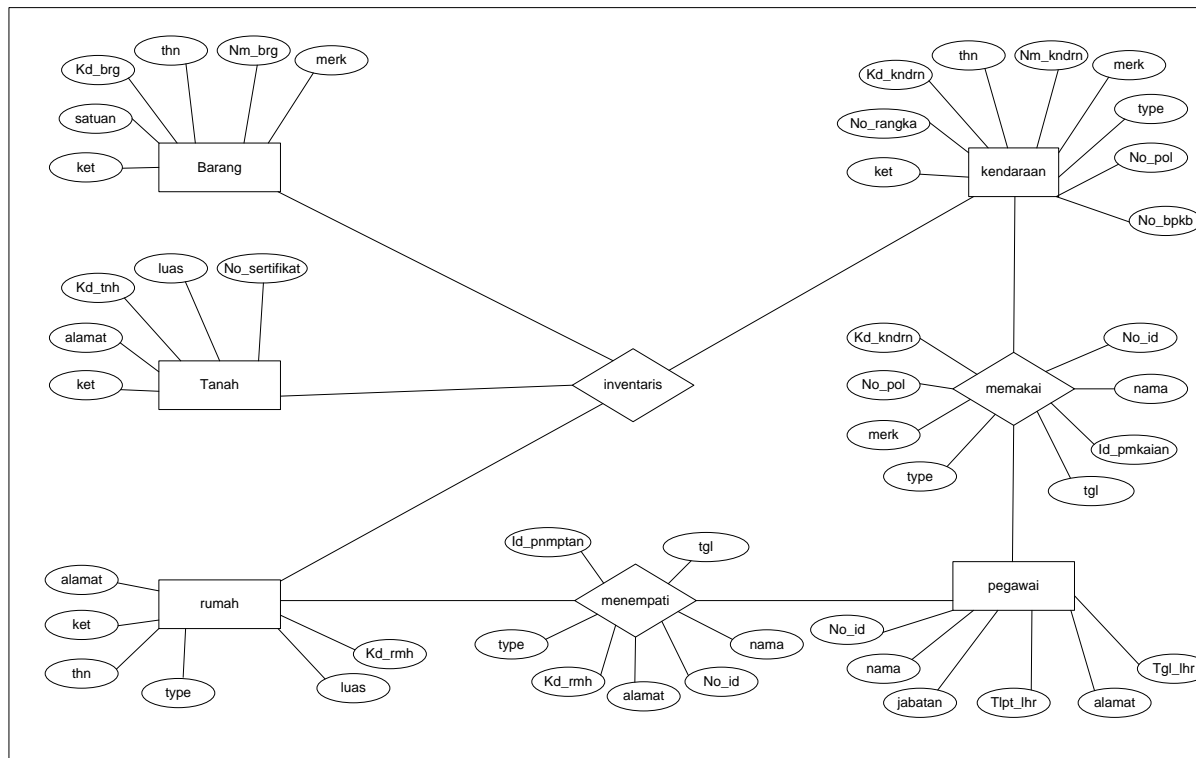 thn
Nm_brg
Kd_brg
merk
satuan
ket
Barang
thn
Nm_kndrn
Kd_kndrn
merk
No_rangka
type
ket
No_pol
kendaraan
No_bpkb
luas
No_sertifikat
Kd_tnh
alamat
ket
Tanah
inventaris
Kd_kndrn
No_id
No_pol
memakai
nama
merk
Id_pmkaian
type
tgl
Id_pnmptan
tgl
alamat
rumah
menempati
pegawai
ket
thn
type
luas
Kd_rmh
type
Kd_rmh
alamat
No_id
nama
No_id
nama
jabatan
Tlpt_lhr
alamat
Tgl_lhr